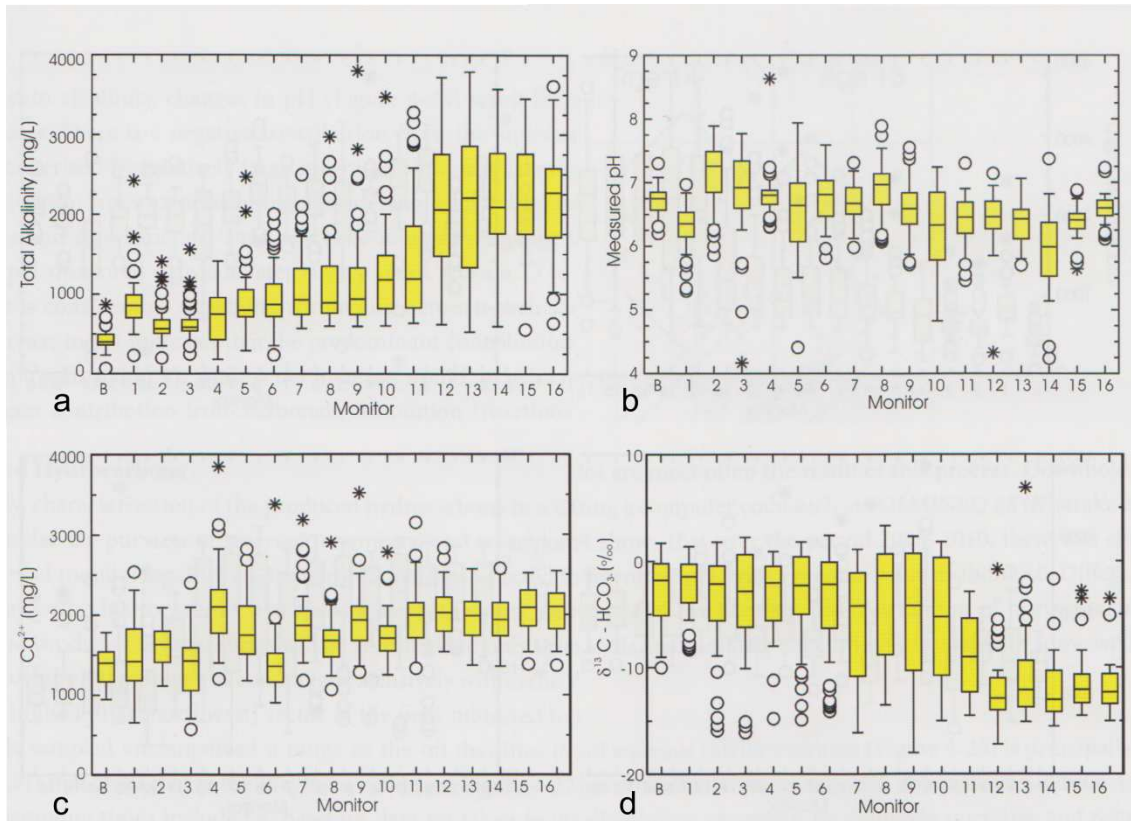 4000
3000
2000
1000
0
Total Alkalinity (mg/L)
B 1 2 3 4 5 6 7 8 9 10 11 12 13 14 15 16
Monitor
a
9
8
7
6
5
4
Measured pH
B 1 2 3 4 5 6 7 8 9 10 11 12 13 14 15 16
Monitor
b
4000
3000
2000
1000
0
Ca²⁺ (mg/L)
B 1 2 3 4 5 6 7 8 9 10 11 12 13 14 15 16
Monitor
c
10
0
-10
-20
δ¹³ C - HCO₃- (‰)
B 1 2 3 4 5 6 7 8 9 10 11 12 13 14 15 16
Monitor
d